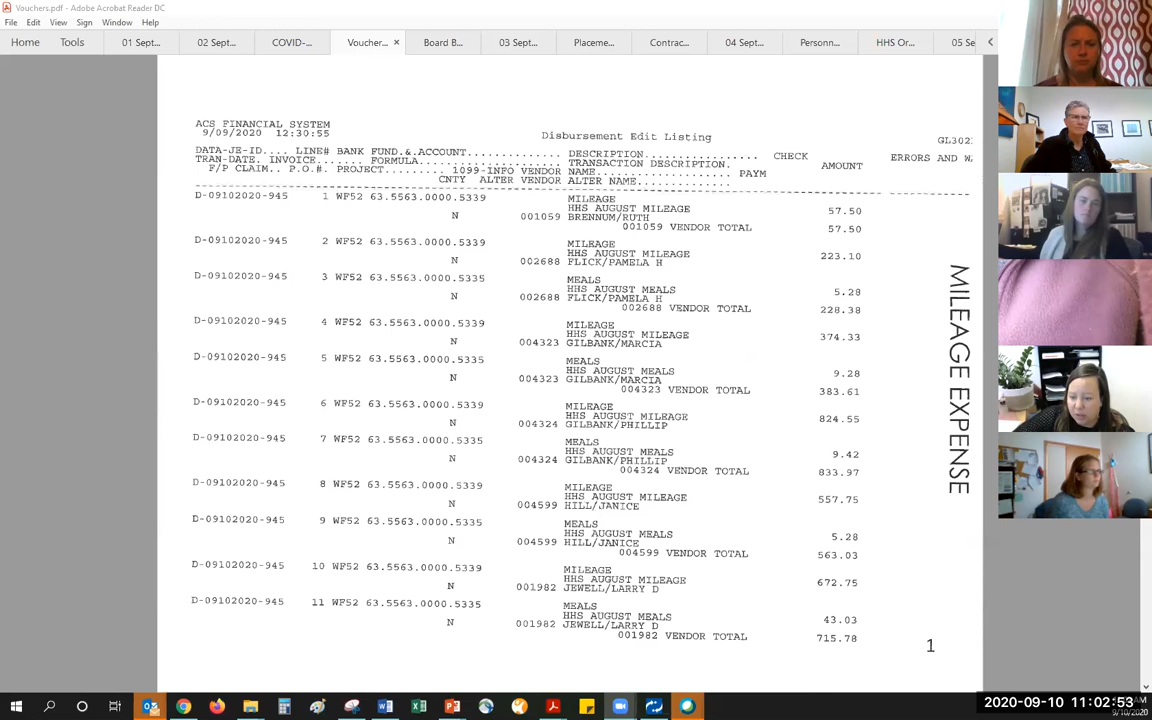 Vouchers.pdf - Adobe Acrobat Reader DC
File Edit View Sign Window Help
Home Tools 01 Sept... 02 Sept... COVID-... Voucher... × Board B... 03 Sept... Placeme... Contrac... 04 Sept... Personn... HHS Or... 05 Se
ACS FINANCIAL SYSTEM
9/09/2020 12:30:55
Disbursement Edit Listing
GL302
DATA-JE-ID.... LINE# BANK FUND.&.ACCOUNT............. DESCRIPTION................. CHECK
TRAN-DATE. INVOICE....... FORMULA..................... TRANSACTION DESCRIPTION. AMOUNT ERRORS AND W
F/P CLAIM.. P.O.#. PROJECT......... 1099-INFO VENDOR NAME....................... PAYM
CNTY ALTER VENDOR ALTER NAME.................
D-09102020-945 1 WF52 63.5563.0000.5339 MILEAGE
HHS AUGUST MILEAGE 57.50
N 001059 BRENNUM/RUTH
001059 VENDOR TOTAL 57.50
D-09102020-945 2 WF52 63.5563.0000.5339 MILEAGE
HHS AUGUST MILEAGE 223.10
N 002688 FLICK/PAMELA H
D-09102020-945 3 WF52 63.5563.0000.5335 MEALS
HHS AUGUST MEALS 5.28
N 002688 FLICK/PAMELA H
002688 VENDOR TOTAL 228.38
D-09102020-945 4 WF52 63.5563.0000.5339 MILEAGE
HHS AUGUST MILEAGE 374.33
N 004323 GILBANK/MARCIA
D-09102020-945 5 WF52 63.5563.0000.5335 MEALS
HHS AUGUST MEALS 9.28
N 004323 GILBANK/MARCIA
004323 VENDOR TOTAL 383.61
D-09102020-945 6 WF52 63.5563.0000.5339 MILEAGE
HHS AUGUST MILEAGE 824.55
N 004324 GILBANK/PHILLIP
D-09102020-945 7 WF52 63.5563.0000.5335 MEALS
HHS AUGUST MEALS 9.42
N 004324 GILBANK/PHILLIP
004324 VENDOR TOTAL 833.97
D-09102020-945 8 WF52 63.5563.0000.5339 MILEAGE
HHS AUGUST MILEAGE 557.75
N 004599 HILL/JANICE
D-09102020-945 9 WF52 63.5563.0000.5335 MEALS
HHS AUGUST MEALS 5.28
N 004599 HILL/JANICE
004599 VENDOR TOTAL 563.03
D-09102020-945 10 WF52 63.5563.0000.5339 MILEAGE
HHS AUGUST MILEAGE 672.75
N 001982 JEWELL/LARRY D
D-09102020-945 11 WF52 63.5563.0000.5335 MEALS
HHS AUGUST MEALS 43.03
N 001982 JEWELL/LARRY D
001982 VENDOR TOTAL 715.78
MILEAGE EXPENSE
1
2020-09-10 11:02:53
9/10/2020